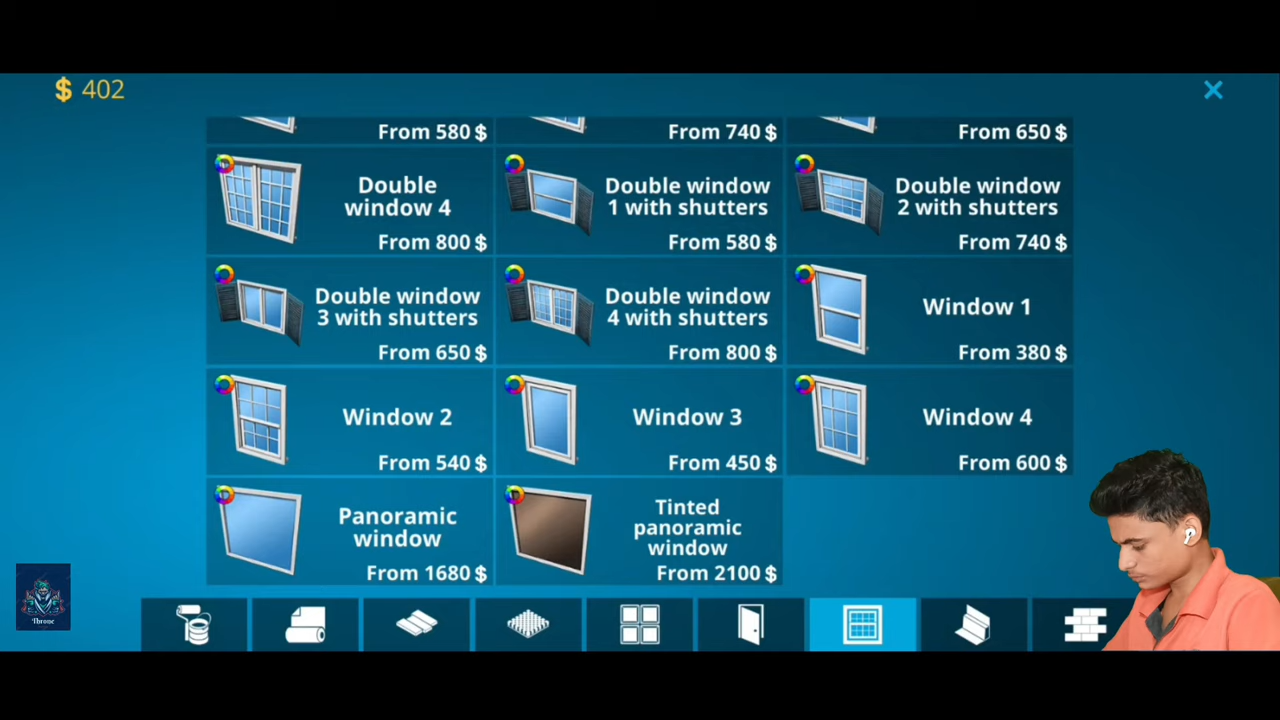 $ 402
From 580 $
From 740 $
From 650 $
Double
window 4
From 800 $
Double window
1 with shutters
From 580 $
Double window
2 with shutters
From 740 $
Double window
3 with shutters
From 650 $
Double window
4 with shutters
From 800 $
Window 1
From 380 $
Window 2
From 540 $
Window 3
From 450 $
Window 4
From 600 $
Panoramic
window
From 1680 $
Tinted
panoramic
window
From 2100 $
Throne